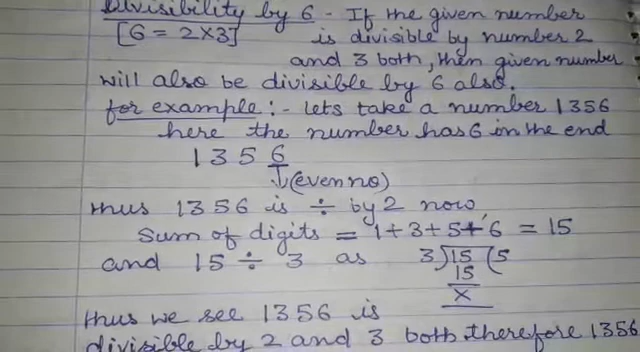 Divisibility by 6 - If the given number
[6 = 2×3] is divisible by number 2
and 3 both, then given number
will also be divisible by 6 also.
for example :- lets take a number 1356
here the number has 6 in the end
1 3 5 6
↓(even no)
thus 1356 is ÷ by 2 now
Sum of digits = 1+3+5+6 = 15
and 15 ÷ 3 as 3)15(5
15
x
thus we see 1356 is
divisible by 2 and 3 both therefore 1356